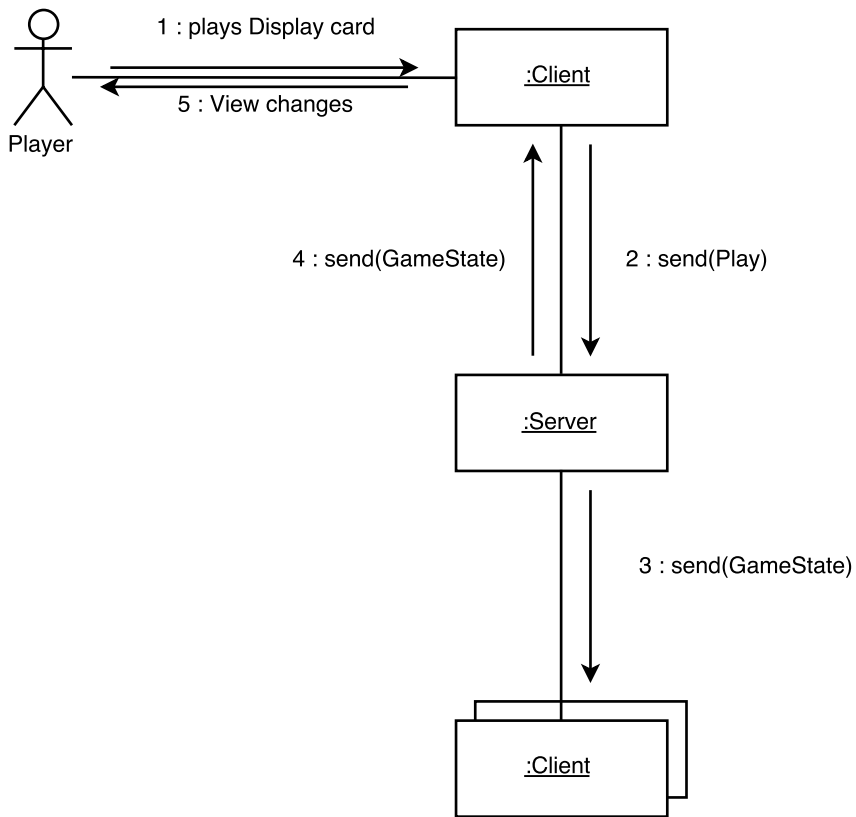 1 : plays Display card
:Client
5 : View changes
Player
4 : send(GameState)
2 : send(Play)
:Server
3 : send(GameState)
:Client